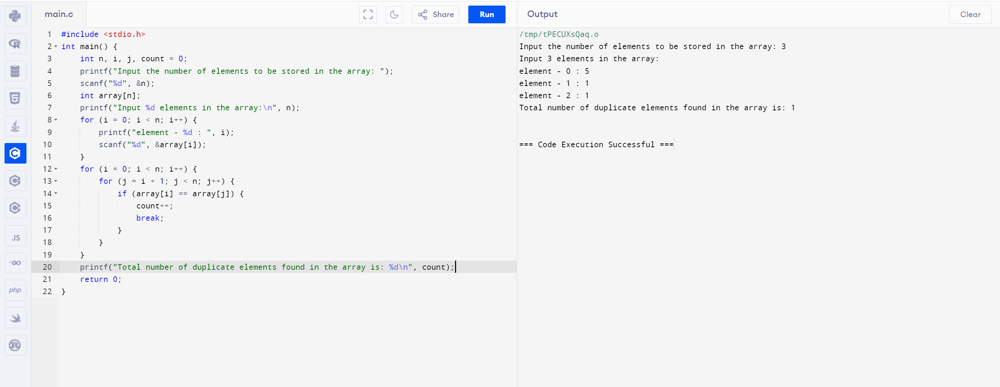 main.c
Share
Run
Output
Clear
1 #include <stdio.h>
2 int main() {
3     int n, i, j, count = 0;
4     printf("Input the number of elements to be stored in the array: ");
5     scanf("%d", &n);
6     int array[n];
7     printf("Input %d elements in the array:\n", n);
8     for (i = 0; i < n; i++) {
9         printf("element - %d : ", i);
10         scanf("%d", &array[i]);
11     }
12     for (i = 0; i < n; i++) {
13         for (j = i + 1; j < n; j++) {
14             if (array[i] == array[j]) {
15                 count++;
16                 break;
17             }
18         }
19     }
20     printf("Total number of duplicate elements found in the array is: %d\n", count);
21     return 0;
22 }
/tmp/tPECUXsQaq.o
Input the number of elements to be stored in the array: 3
Input 3 elements in the array:
element - 0 : 5
element - 1 : 1
element - 2 : 1
Total number of duplicate elements found in the array is: 1
=== Code Execution Successful ===
R
5
C
C
C
JS
GO
php
R